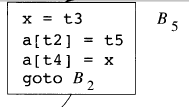 x = t3
B5
a[t2] = t5
a[t4] = x
goto B2